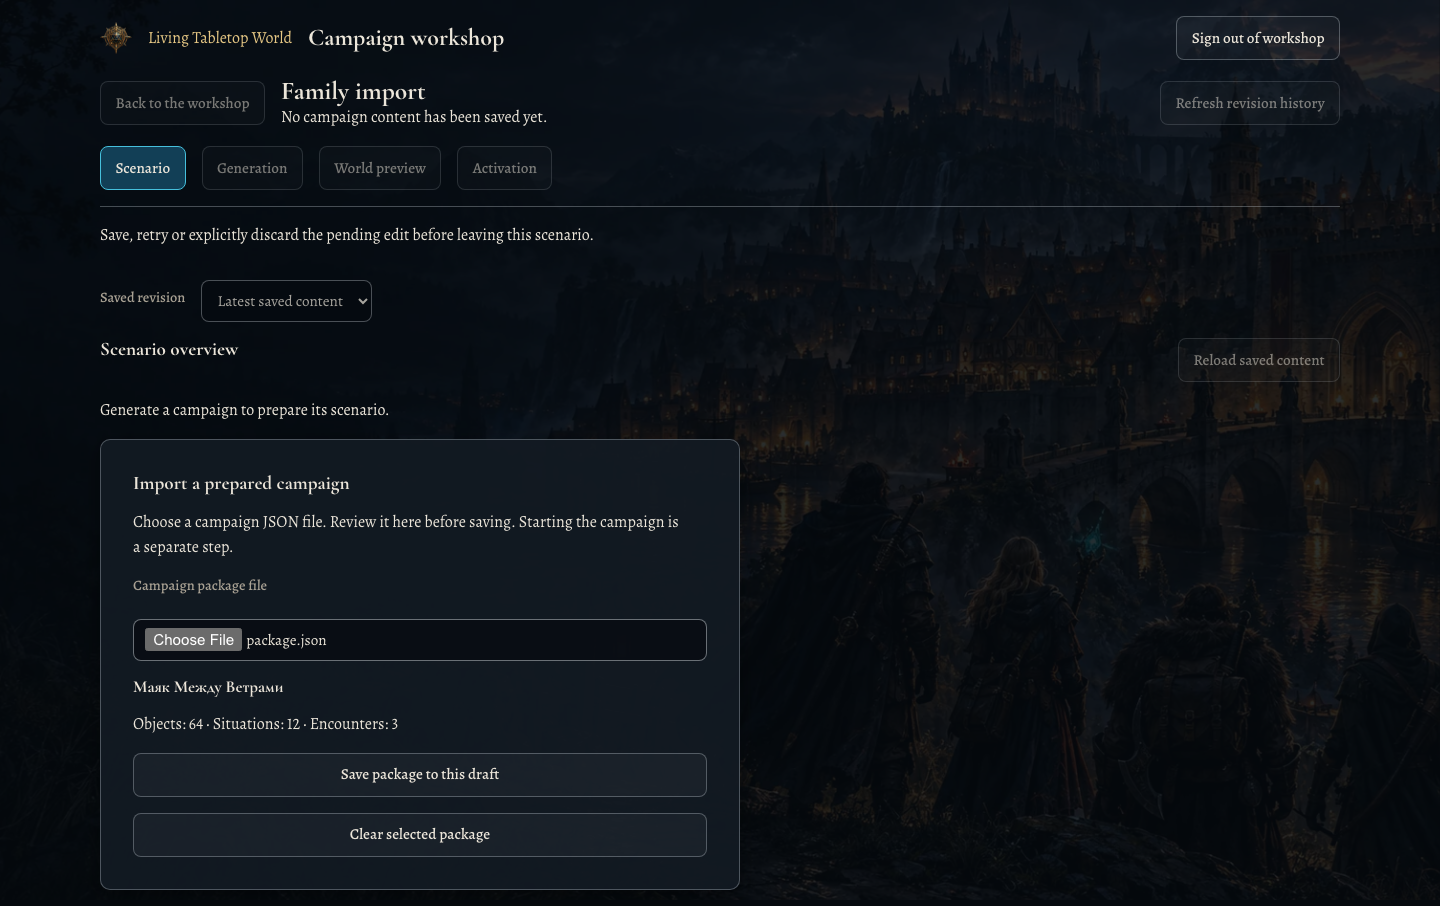 Living Tabletop World Campaign workshop Sign out of workshop
Back to the workshop Family import Refresh revision history
No campaign content has been saved yet.
Scenario Generation World preview Activation
Save, retry or explicitly discard the pending edit before leaving this scenario.
Saved revision Latest saved content
Scenario overview Reload saved content
Generate a campaign to prepare its scenario.
Import a prepared campaign
Choose a campaign JSON file. Review it here before saving. Starting the campaign is
a separate step.
Campaign package file
Choose File package.json
Маяк Между Ветрами
Objects: 64 · Situations: 12 · Encounters: 3
Save package to this draft
Clear selected package